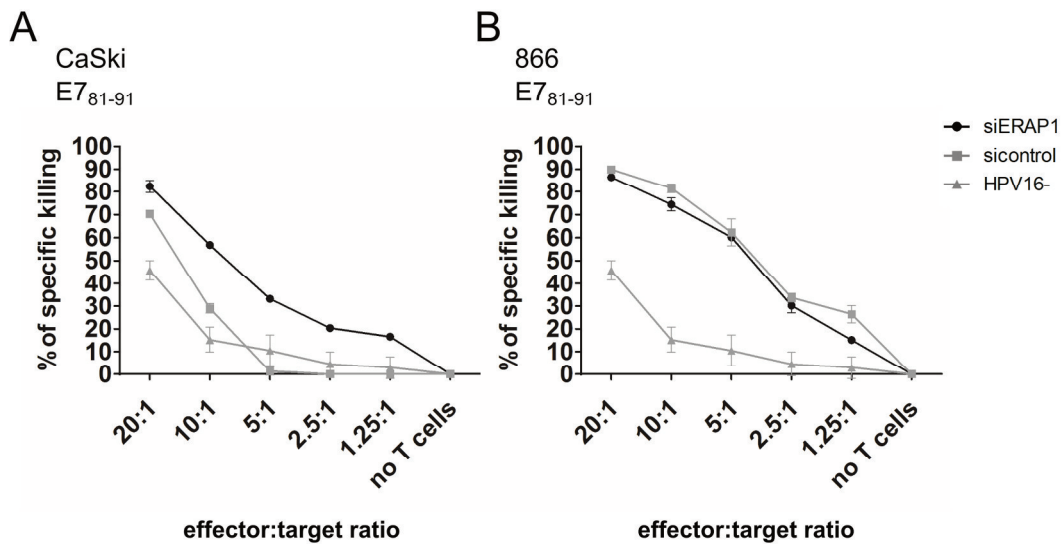 A
CaSki
E7₈₁₋₉₁
% of specific killing
100
90
80
70
60
50
40
30
20
10
0
20:1
10:1
5:1
2.5:1
1.25:1
no T cells
effector:target ratio
B
866
E7₈₁₋₉₁
% of specific killing
100
90
80
70
60
50
40
30
20
10
0
20:1
10:1
5:1
2.5:1
1.25:1
no T cells
effector:target ratio
siERAP1
sicontrol
HPV16–